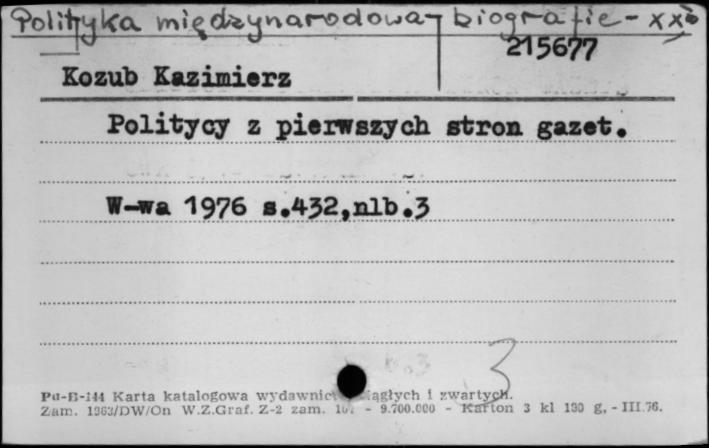 Polityka międzynarodowa - biografie - xx
215677
Kozub Kazimierz
Politycy z pierwszych stron gazet.
W-wa 1976 s.432,nlb.3
3
Pu-B-144 Karta katalogowa wydawnictw ciągłych i zwartych.
Zam. 1363/DW/On W.Z.Graf. Z-2 zam. - 9.700.000 - Karton 3 kl 130 g. - III.76.